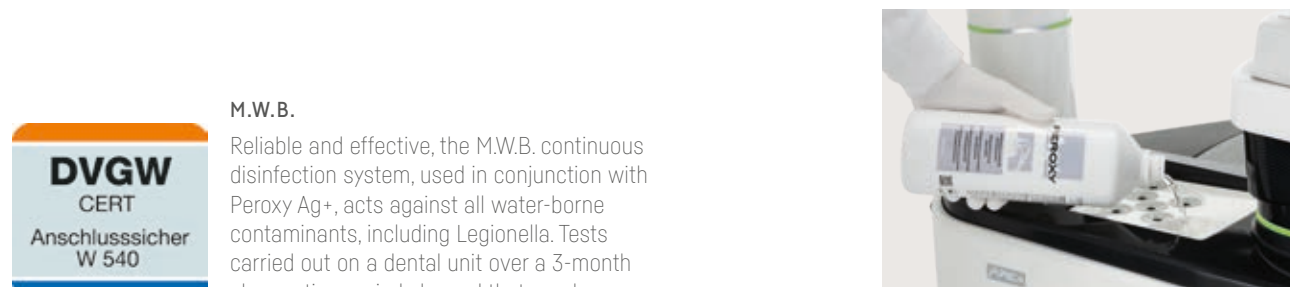 M.W.B.
Reliable and effective, the M.W.B. continuous
disinfection system, used in conjunction with
Peroxy Ag+, acts against all water-borne
contaminants, including Legionella. Tests
carried out on a dental unit over a 3-month
DVGW
CERT
Anschlusssicher
W 540
PEROXY